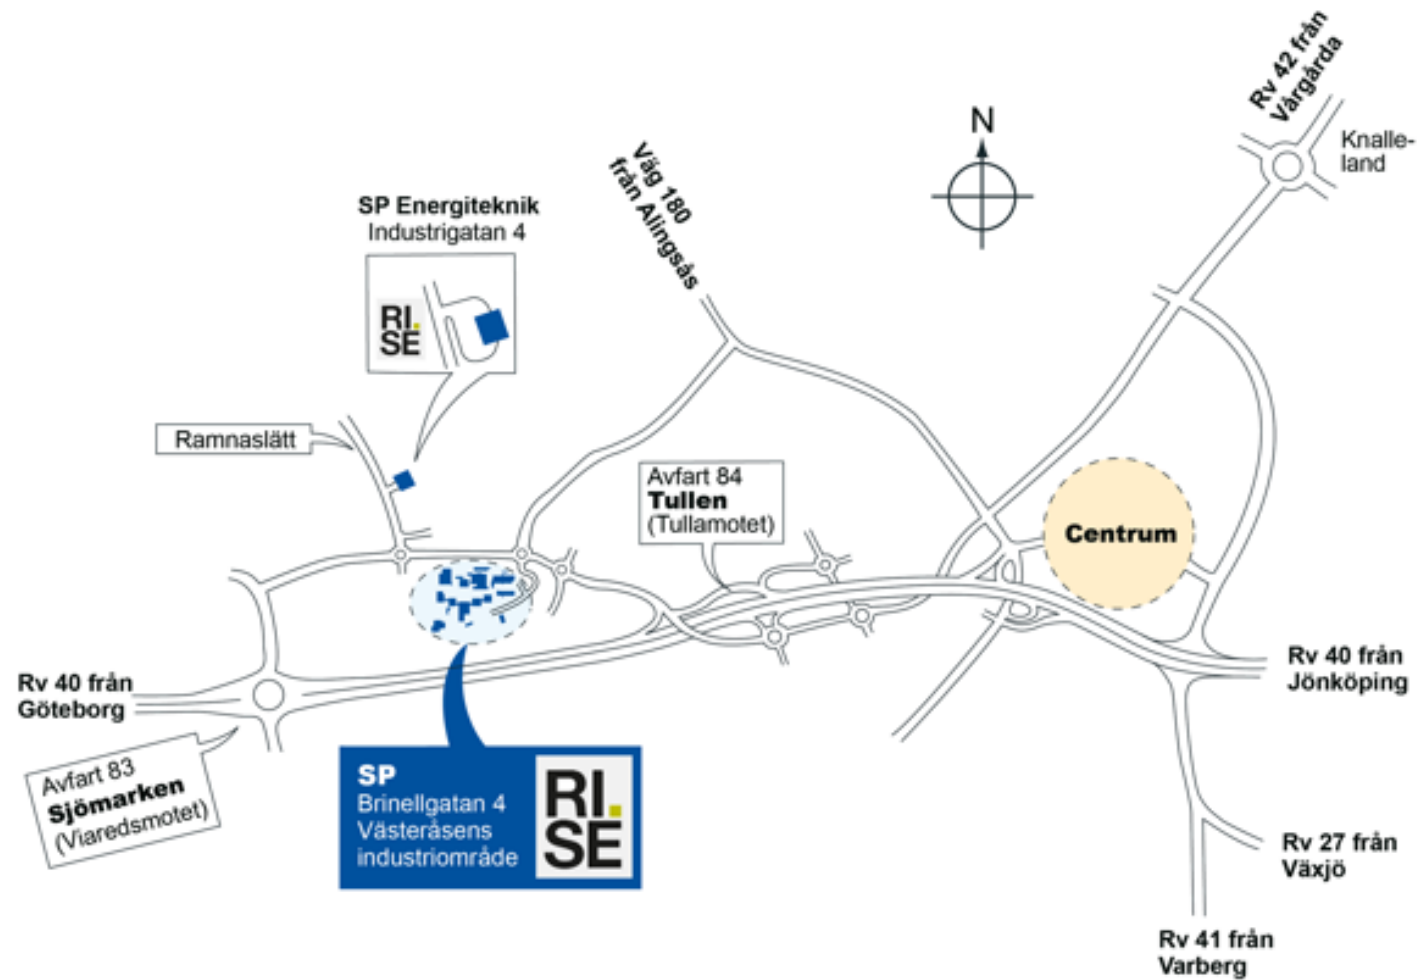 Rv 42 från
Vårgårda
Knalle-
land
N
Väg 180
från Alingsås
SP Energiteknik
Industrigatan 4
RI.
SE
Ramnaslätt
Avfart 84
Tullen
(Tullamotet)
Centrum
Rv 40 från
Göteborg
Rv 40 från
Jönköping
Avfart 83
Sjömarken
(Viaredsmotet)
SP
Brinellgatan 4
Västeråsens
industriområde
RI.
SE
Rv 27 från
Växjö
Rv 41 från
Varberg